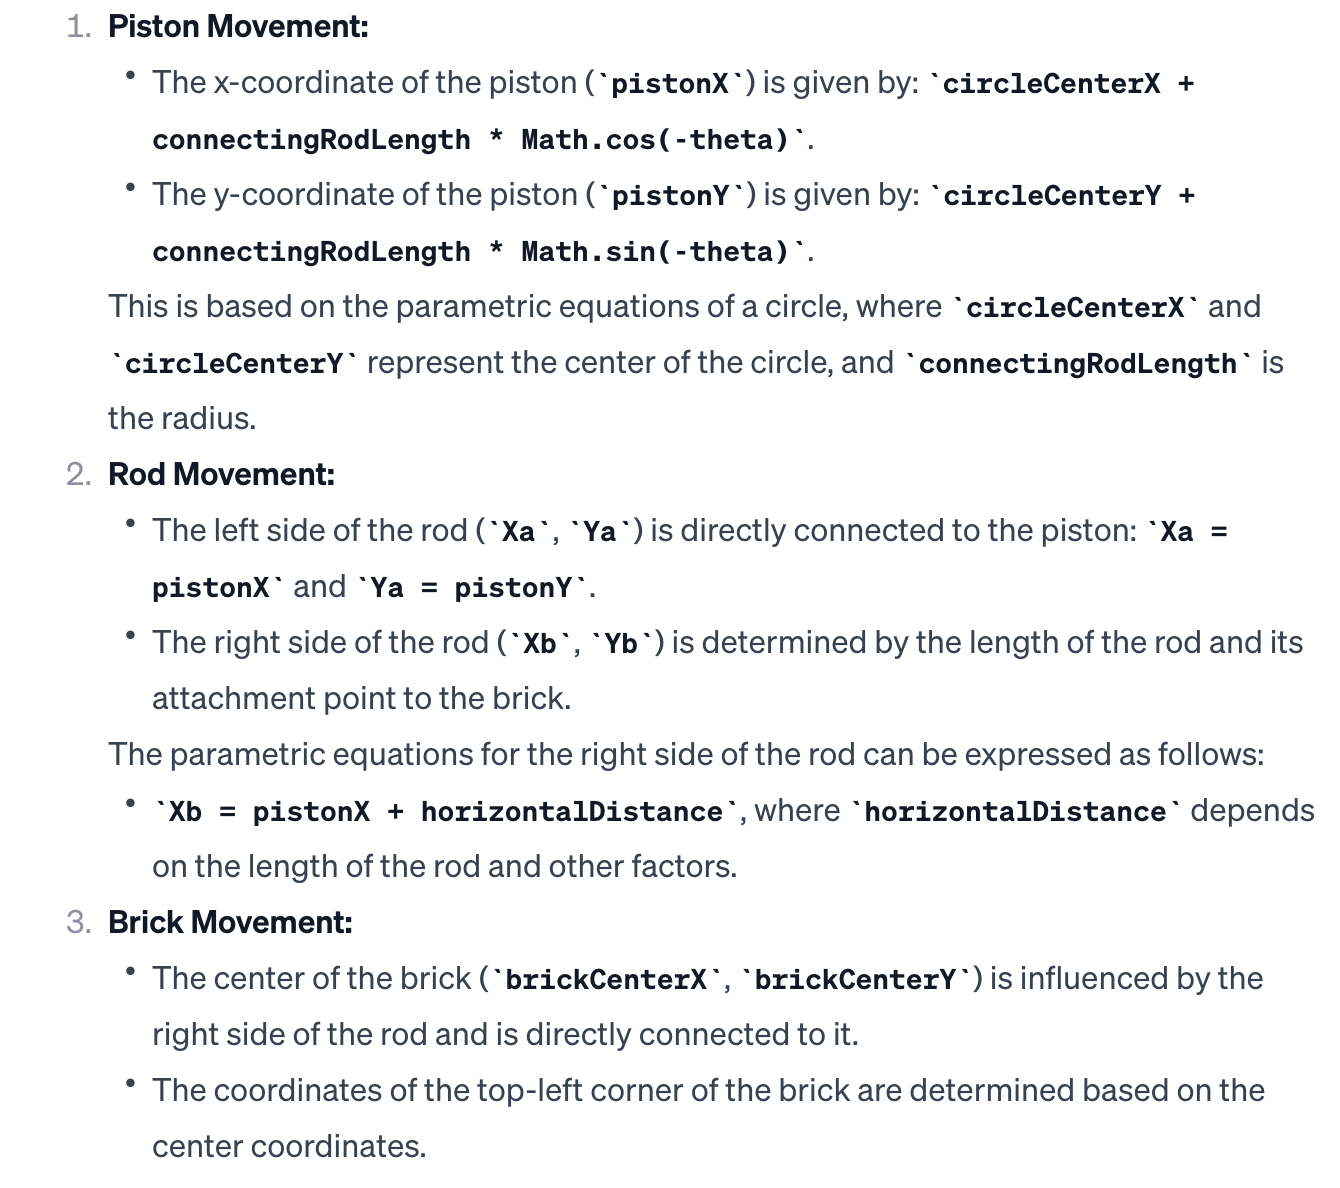 1. Piston Movement:
• The x-coordinate of the piston (`pistonX`) is given by: `circleCenterX +
connectingRodLength * Math.cos(-theta)`.
• The y-coordinate of the piston (`pistonY`) is given by: `circleCenterY +
connectingRodLength * Math.sin(-theta)`.
This is based on the parametric equations of a circle, where `circleCenterX` and
`circleCenterY` represent the center of the circle, and `connectingRodLength` is
the radius.
2. Rod Movement:
• The left side of the rod (`Xa`, `Ya`) is directly connected to the piston: `Xa =
pistonX` and `Ya = pistonY`.
• The right side of the rod (`Xb`, `Yb`) is determined by the length of the rod and its
attachment point to the brick.
The parametric equations for the right side of the rod can be expressed as follows:
• `Xb = pistonX + horizontalDistance`, where `horizontalDistance` depends
on the length of the rod and other factors.
3. Brick Movement:
• The center of the brick (`brickCenterX`, `brickCenterY`) is influenced by the
right side of the rod and is directly connected to it.
• The coordinates of the top-left corner of the brick are determined based on the
center coordinates.